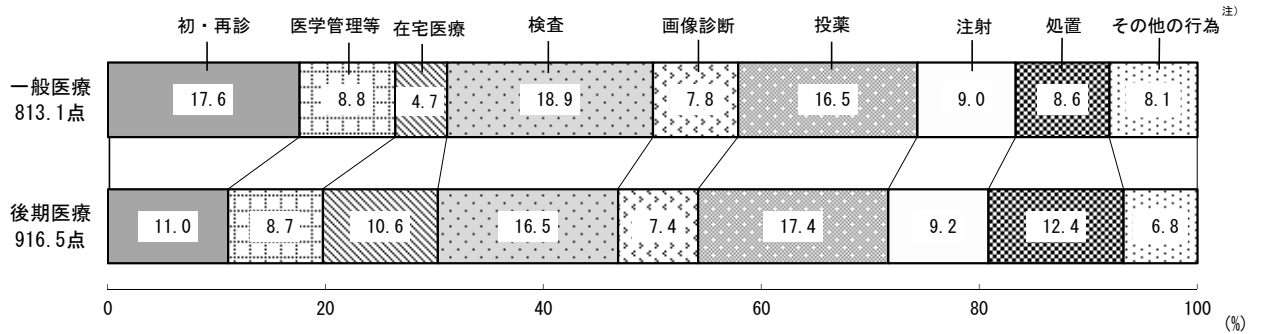 注）
初・再診 医学管理等 在宅医療 検査 画像診断 投薬 注射 処置 その他の行為
一般医療
813.1点
17.6 8.8 4.7 18.9 7.8 16.5 9.0 8.6 8.1
後期医療
916.5点
11.0 8.7 10.6 16.5 7.4 17.4 9.2 12.4 6.8
0 20 40 60 80 100
(%)